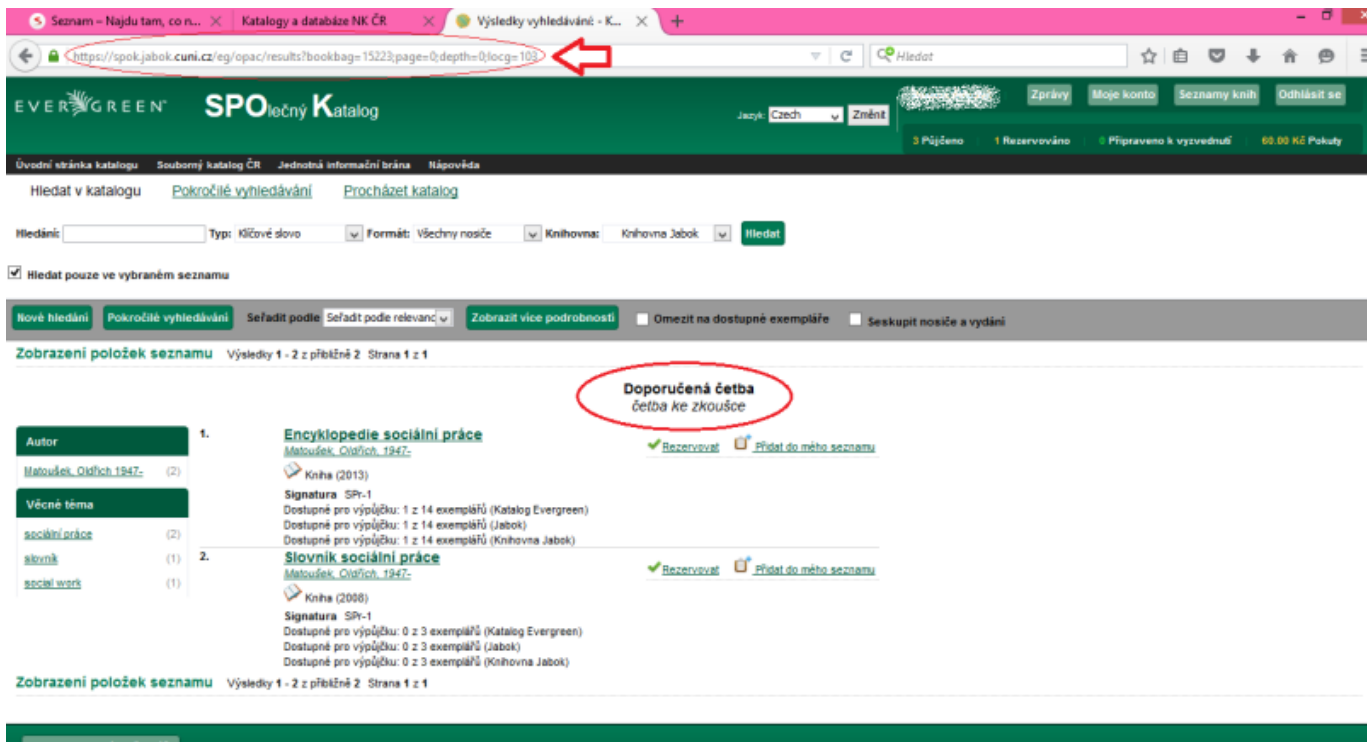 Seznam – Najdu tam, co n...
Katalogy a databáze NK ČR
Výsledky vyhledávání - K...
https://spok.jabok.cuni.cz/eg/opac/results?bookbag=15223;page=0;depth=0;locg=103
Hledat
EVERGREEN
SPOlečný Katalog
Jazyk: Czech Změnit
Zprávy Moje konto Seznamy knih Odhlásit se
3 Půjčeno 1 Rezervováno 0 Připraveno k vyzvednutí 60.00 Kč Pokuty
Úvodní stránka katalogu Souborný katalog ČR Jednotná informační brána Nápověda
Hledat v katalogu Pokročilé vyhledávání Procházet katalog
Hledání: Typ: Klíčové slovo Formát: Všechny nosiče Knihovna: Knihovna Jabok Hledat
Hledat pouze ve vybraném seznamu
Nové hledání Pokročilé vyhledávání Seřadit podle Seřadit podle relevanc Zobrazit více podrobností Omezit na dostupné exempláře Seskupit nosiče a vydání
Zobrazení položek seznamu Výsledky 1 - 2 z přibližně 2 Strana 1 z 1
Doporučená četba
četba ke zkoušce
Autor
Matoušek, Oldřich 1947- (2)
Věcné téma
sociální práce (2)
slovník (1)
social work (1)
1. Encyklopedie sociální práce
Matoušek, Oldřich, 1947-
Rezervovat Přidat do mého seznamu
Kniha (2013)
Signatura SPr-1
Dostupné pro výpůjčku: 1 z 14 exemplářů (Katalog Evergreen)
Dostupné pro výpůjčku: 1 z 14 exemplářů (Jabok)
Dostupné pro výpůjčku: 1 z 14 exemplářů (Knihovna Jabok)
2. Slovník sociální práce
Matoušek, Oldřich, 1947-
Rezervovat Přidat do mého seznamu
Kniha (2008)
Signatura SPr-1
Dostupné pro výpůjčku: 0 z 3 exemplářů (Katalog Evergreen)
Dostupné pro výpůjčku: 0 z 3 exemplářů (Jabok)
Dostupné pro výpůjčku: 0 z 3 exemplářů (Knihovna Jabok)
Zobrazení položek seznamu Výsledky 1 - 2 z přibližně 2 Strana 1 z 1